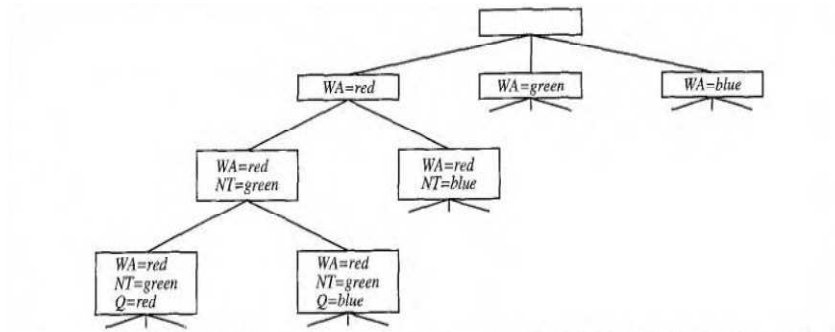 WA=red
WA=green
WA=blue
WA=red
NT=green
WA=red
NT=blue
WA=red
NT=green
Q=red
WA=red
NT=green
Q=blue